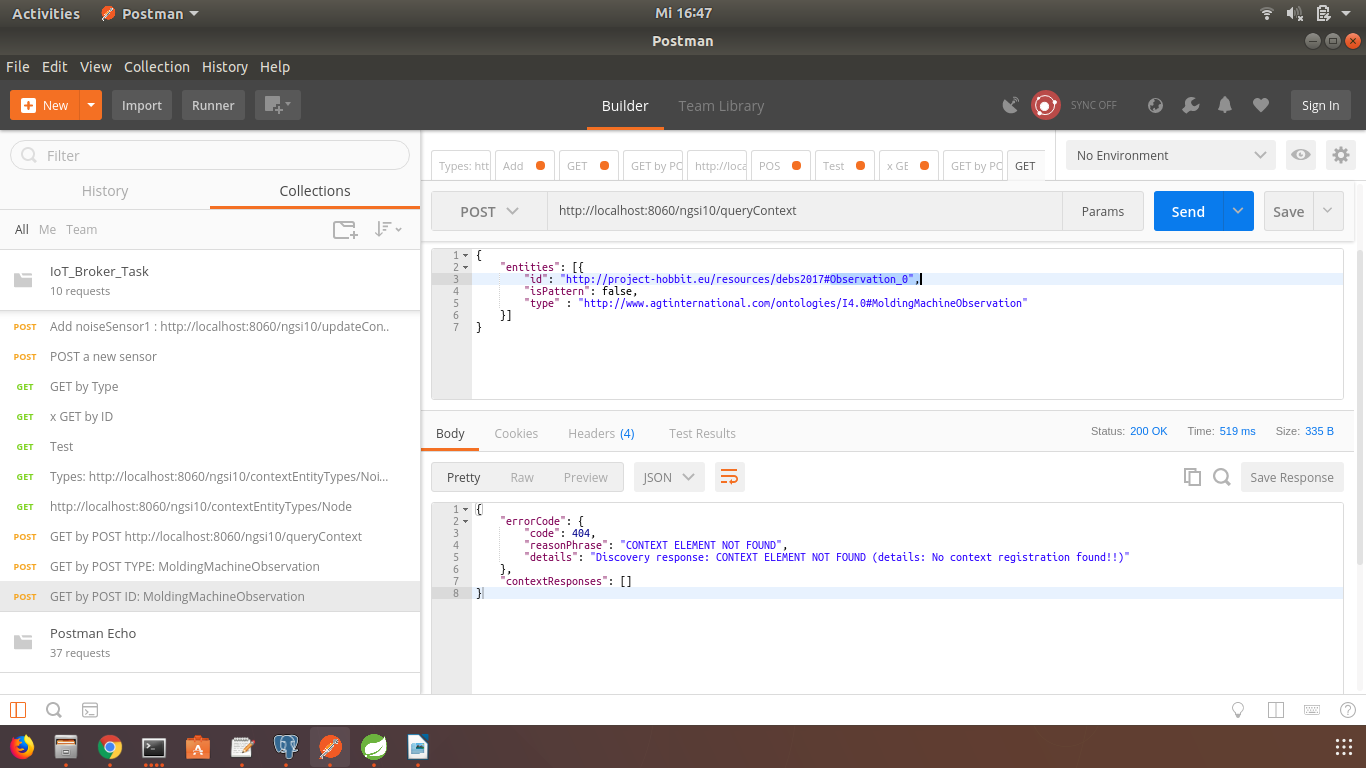 Activities Postman Mi 16:47
Postman
File Edit View Collection History Help
New Import Runner Builder Team Library SYNC OFF Sign In
Filter
History Collections
All Me Team
IoT_Broker_Task
10 requests
POST Add noiseSensor1 : http://localhost:8060/ngsi10/updateCon..
POST POST a new sensor
GET GET by Type
GET x GET by ID
GET Test
GET Types: http://localhost:8060/ngsi10/contextEntityTypes/Noi...
GET http://localhost:8060/ngsi10/contextEntityTypes/Node
POST GET by POST http://localhost:8060/ngsi10/queryContext
POST GET by POST TYPE: MoldingMachineObservation
POST GET by POST ID: MoldingMachineObservation
Postman Echo
37 requests
Types: htt Add GET GET by PC http://loca POS Test x GE GET by PC GET
No Environment
POST http://localhost:8060/ngsi10/queryContext Params Send Save
1 {
2 "entities": [{
3 "id": "http://project-hobbit.eu/resources/debs2017#Observation_0",
4 "isPattern": false,
5 "type" : "http://www.agtinternational.com/ontologies/I4.0#MoldingMachineObservation"
6 }]
7 }
Body Cookies Headers (4) Test Results Status: 200 OK Time: 519 ms Size: 335 B
Pretty Raw Preview JSON Save Response
1 {
2 "errorCode": {
3 "code": 404,
4 "reasonPhrase": "CONTEXT ELEMENT NOT FOUND",
5 "details": "Discovery response: CONTEXT ELEMENT NOT FOUND (details: No context registration found!!)"
6 },
7 "contextResponses": []
8 }